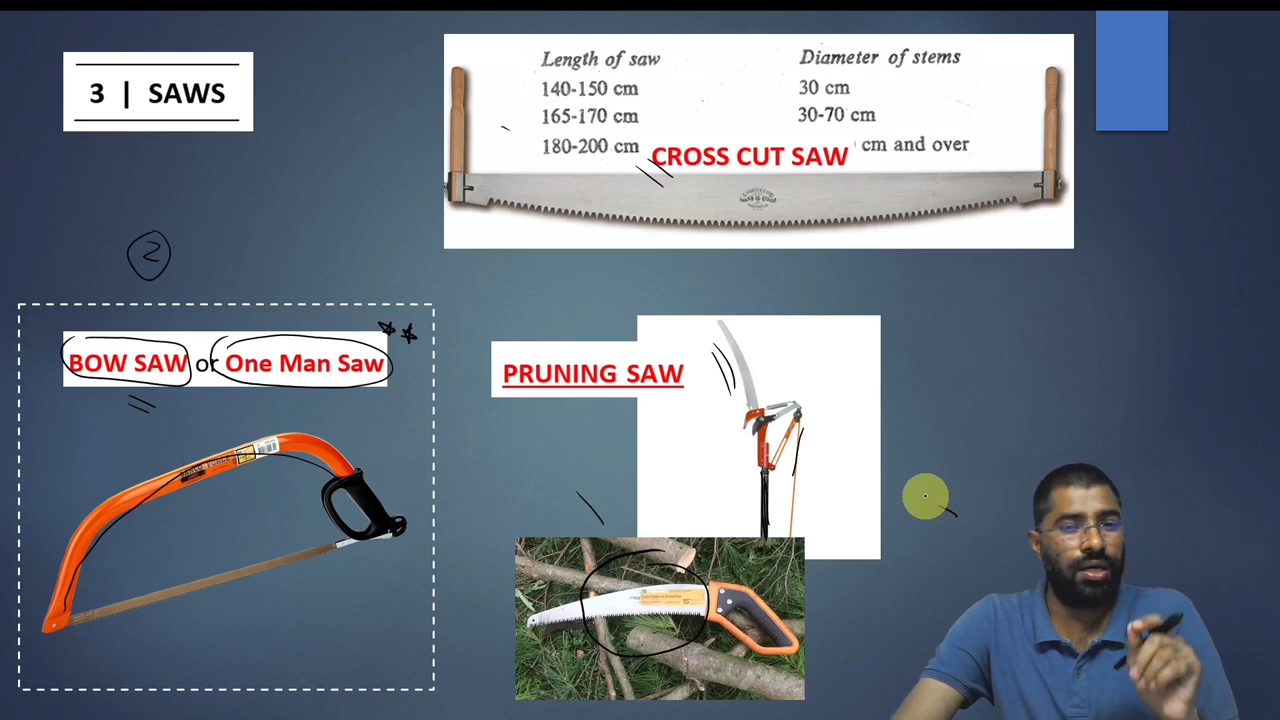 3 | SAWS
Length of saw Diameter of stems
140-150 cm 30 cm
165-170 cm 30-70 cm
180-200 cm cm and over
CROSS CUT SAW
2
BOW SAW or One Man Saw
PRUNING SAW